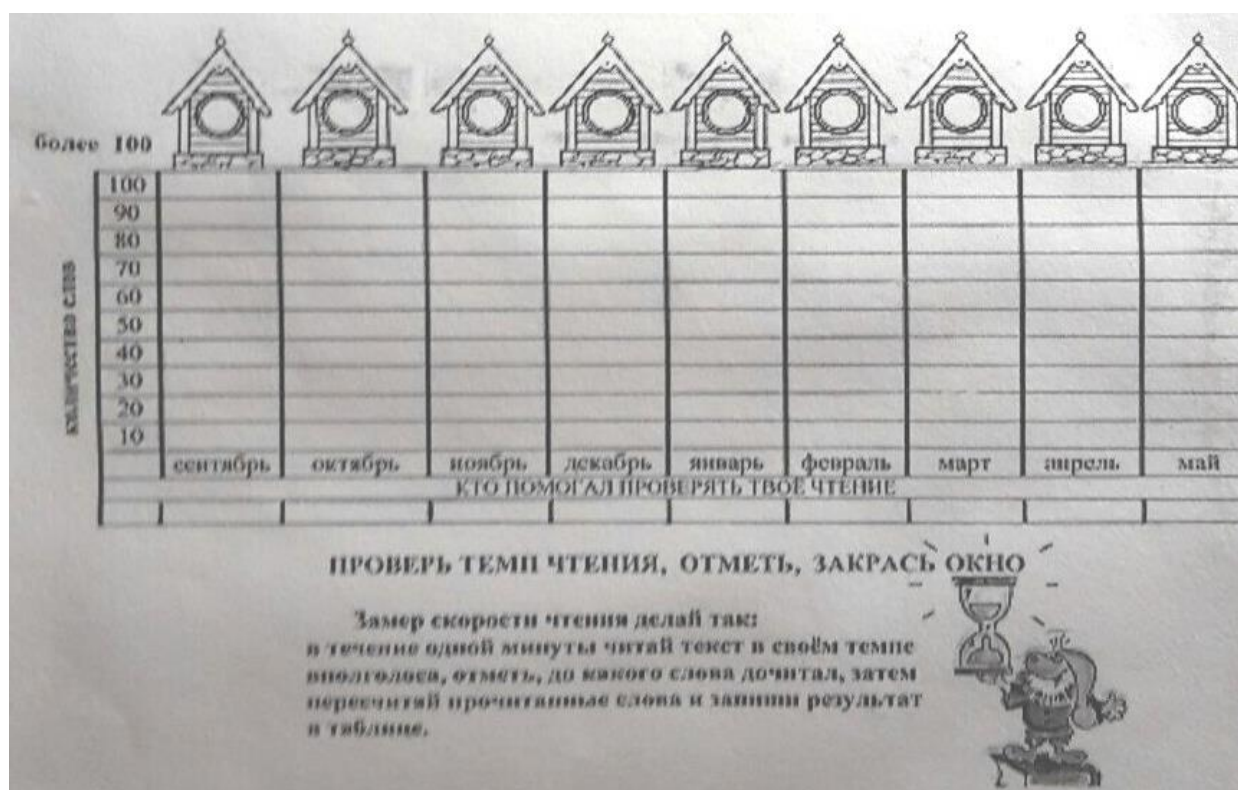 более 100
100
90
80
70
60
50
40
30
20
10
КОЛИЧЕСТВО СЛОВ
сентябрь октябрь ноябрь декабрь январь февраль март апрель май
КТО ПОМОГАЛ ПРОВЕРЯТЬ ТВОЁ ЧТЕНИЕ
ПРОВЕРЬ ТЕМП ЧТЕНИЯ, ОТМЕТЬ, ЗАКРАСЬ ОКНО
Замер скорости чтения делай так:
в течение одной минуты читай текст в своём темпе
вполголоса, отметь, до какого слова дочитал, затем
пересчитай прочитанные слова и запиши результат
в таблице.